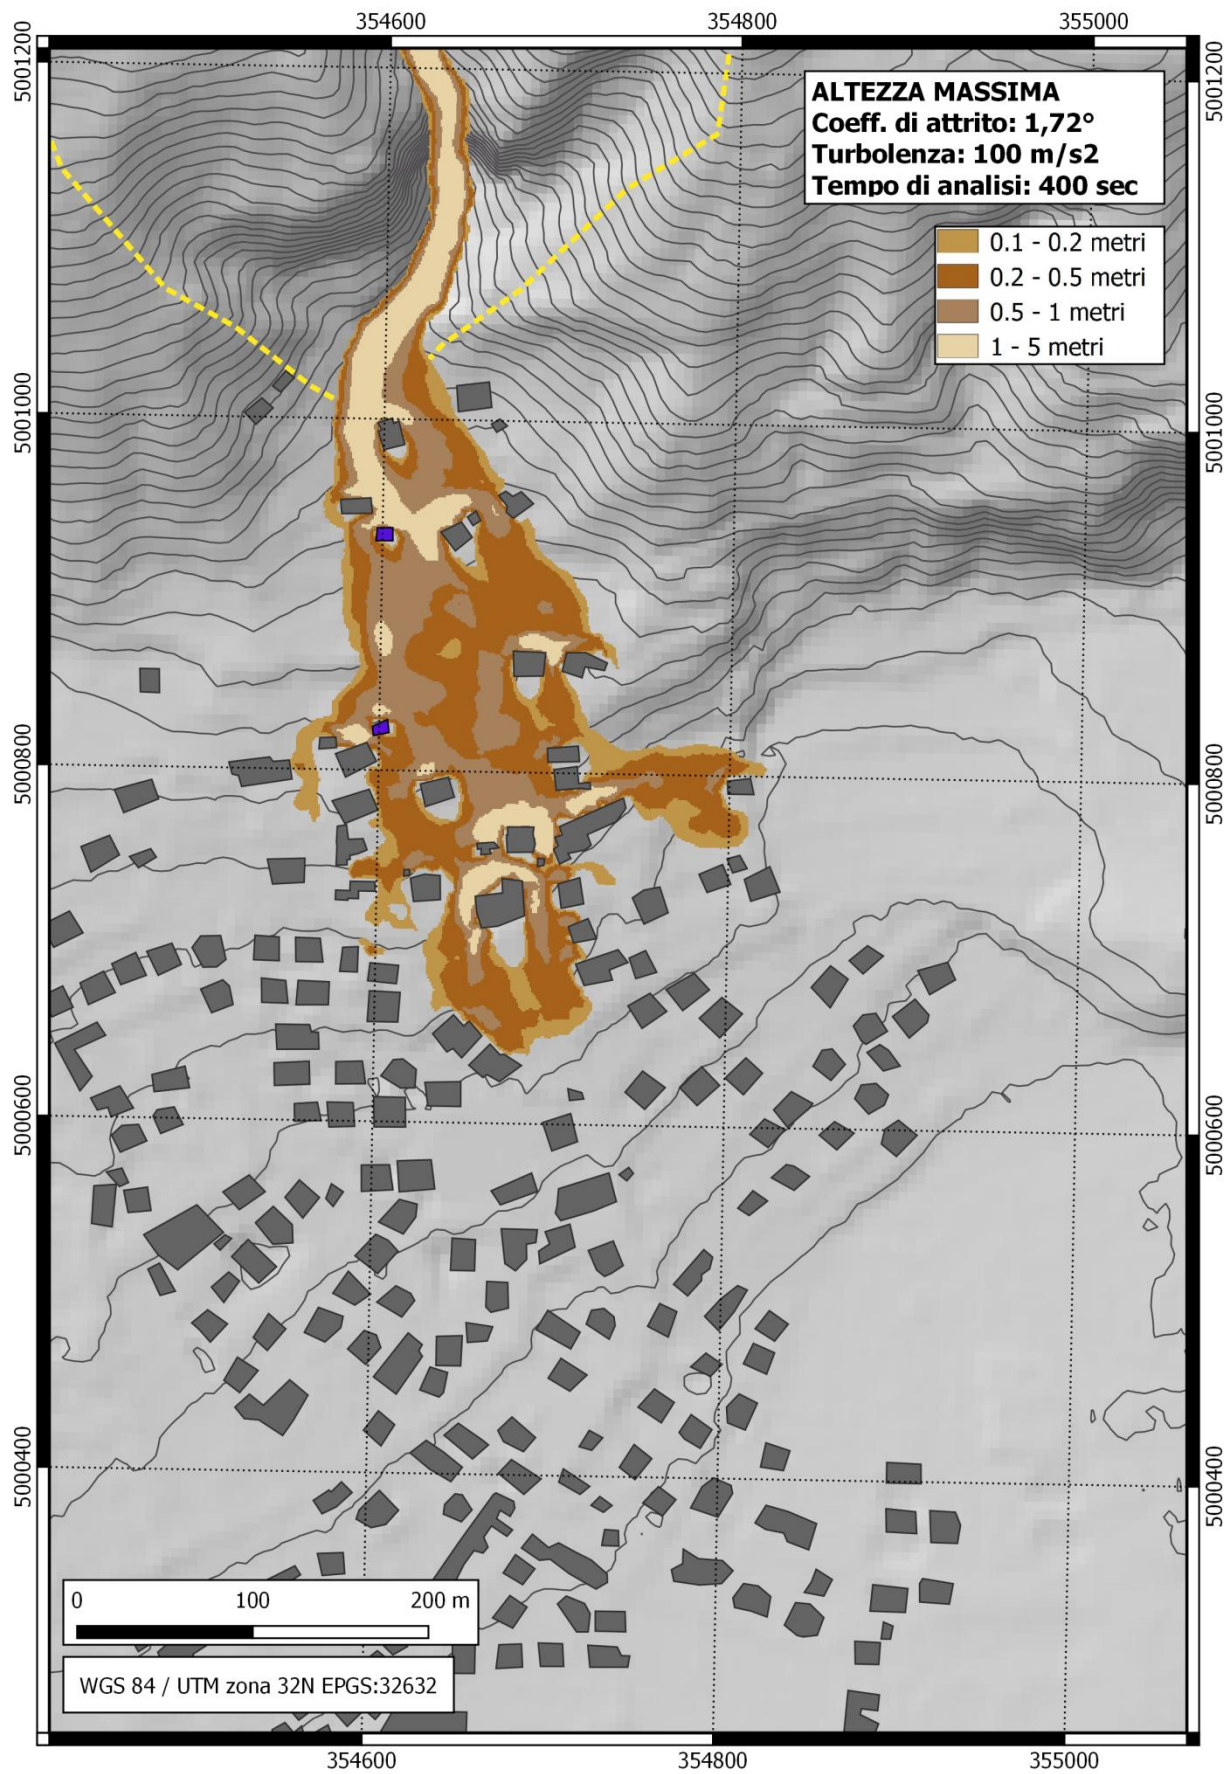 354600 354800 355000
5001200 5001200
ALTEZZA MASSIMA
Coeff. di attrito: 1,72°
Turbolenza: 100 m/s2
Tempo di analisi: 400 sec
0.1 - 0.2 metri
0.2 - 0.5 metri
0.5 - 1 metri
1 - 5 metri
5001000 5001000
5000800 5000800
5000600 5000600
5000400 5000400
0 100 200 m
WGS 84 / UTM zona 32N EPGS:32632
354600 354800 355000